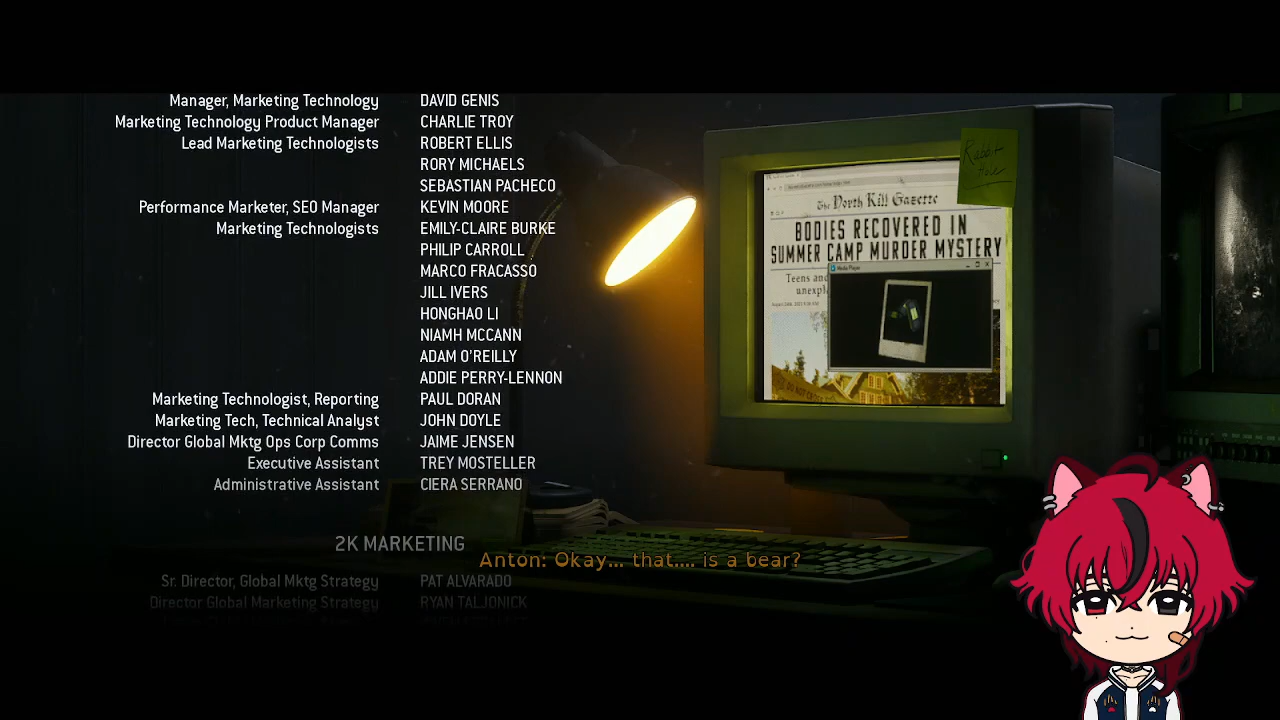 Manager, Marketing Technology DAVID GENIS
Marketing Technology Product Manager CHARLIE TROY
Lead Marketing Technologists ROBERT ELLIS
RORY MICHAELS
SEBASTIAN PACHECO
Performance Marketer, SEO Manager KEVIN MOORE
Marketing Technologists EMILY-CLAIRE BURKE
PHILIP CARROLL
MARCO FRACASSO
JILL IVERS
HONGHAO LI
NIAMH MCCANN
ADAM O'REILLY
ADDIE PERRY-LENNON
Marketing Technologist, Reporting PAUL DORAN
Marketing Tech, Technical Analyst JOHN DOYLE
Director Global Mktg Ops Corp Comms JAIME JENSEN
Executive Assistant TREY MOSTELLER
Administrative Assistant CIERA SERRANO
2K MARKETING
Sr. Director, Global Mktg Strategy PAT ALVARADO
Director Global Marketing Strategy RYAN TALJONICK
Anton: Okay... that.... is a bear?
Rabbit
Hole
The North Kill Gazette
BODIES RECOVERED IN
SUMMER CAMP MURDER MYSTERY
Teens and
unexpl
Media Player